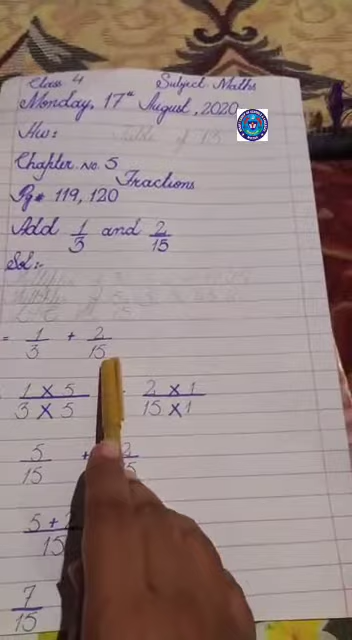 Class 4 Subject Maths
Monday, 17th August, 2020
Hw:
Chapter No. 5
Fractions
Pg# 119, 120
Add 1/3 and 2/15
Sol:-
= 1/3 + 2/15
1 X 5 / 3 X 5 2 X 1 / 15 X 1
5/15 +
5 + / 15
7/15